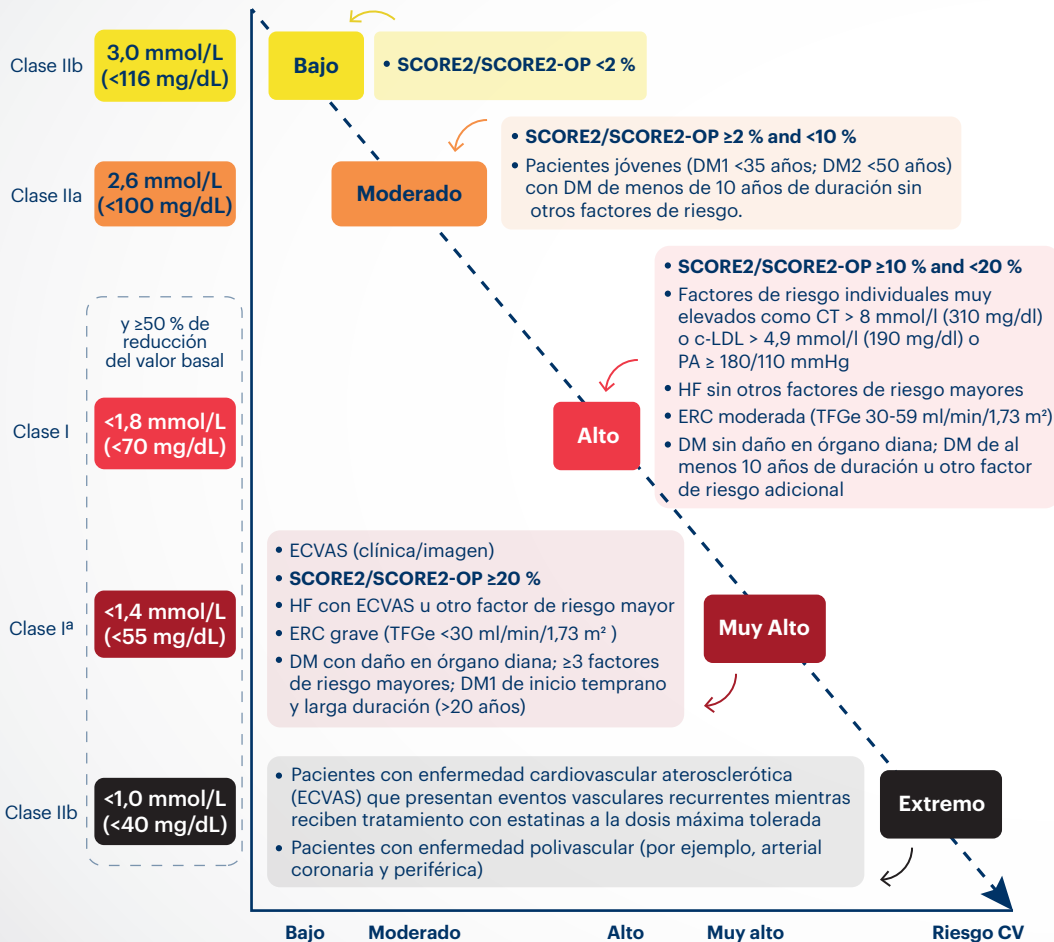 Clase IIb
3,0 mmol/L
(<116 mg/dL)
Bajo
• SCORE2/SCORE2-OP <2 %
Clase IIa
2,6 mmol/L
(<100 mg/dL)
Moderado
• SCORE2/SCORE2-OP ≥2 % and <10 %
• Pacientes jóvenes (DM1 <35 años; DM2 <50 años)
con DM de menos de 10 años de duración sin
otros factores de riesgo.
y ≥50 % de
reducción
del valor basal
Clase I
<1,8 mmol/L
(<70 mg/dL)
Alto
• SCORE2/SCORE2-OP ≥10 % and <20 %
• Factores de riesgo individuales muy
elevados como CT > 8 mmol/l (310 mg/dl)
o c-LDL > 4,9 mmol/l (190 mg/dl) o
PA ≥ 180/110 mmHg
• HF sin otros factores de riesgo mayores
• ERC moderada (TFGe 30-59 ml/min/1,73 m²)
• DM sin daño en órgano diana; DM de al
menos 10 años de duración u otro factor
de riesgo adicional
Clase Iª
<1,4 mmol/L
(<55 mg/dL)
• ECVAS (clínica/imagen)
• SCORE2/SCORE2-OP ≥20 %
• HF con ECVAS u otro factor de riesgo mayor
• ERC grave (TFGe <30 ml/min/1,73 m² )
• DM con daño en órgano diana; ≥3 factores
de riesgo mayores; DM1 de inicio temprano
y larga duración (>20 años)
Muy Alto
Clase IIb
<1,0 mmol/L
(<40 mg/dL)
• Pacientes con enfermedad cardiovascular aterosclerótica
(ECVAS) que presentan eventos vasculares recurrentes mientras
reciben tratamiento con estatinas a la dosis máxima tolerada
• Pacientes con enfermedad polivascular (por ejemplo, arterial
coronaria y periférica)
Extremo
Bajo Moderado Alto Muy alto Riesgo CV